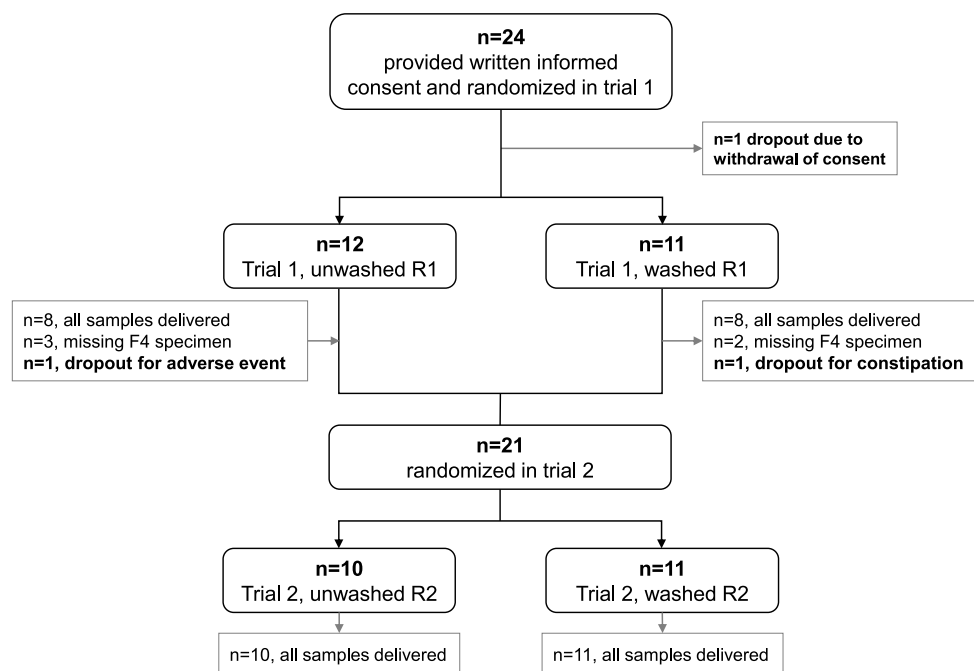 n=24
provided written informed
consent and randomized in trial 1
n=1 dropout due to
withdrawal of consent
n=12
Trial 1, unwashed R1
n=11
Trial 1, washed R1
n=8, all samples delivered
n=3, missing F4 specimen
n=1, dropout for adverse event
n=8, all samples delivered
n=2, missing F4 specimen
n=1, dropout for constipation
n=21
randomized in trial 2
n=10
Trial 2, unwashed R2
n=11
Trial 2, washed R2
n=10, all samples delivered
n=11, all samples delivered